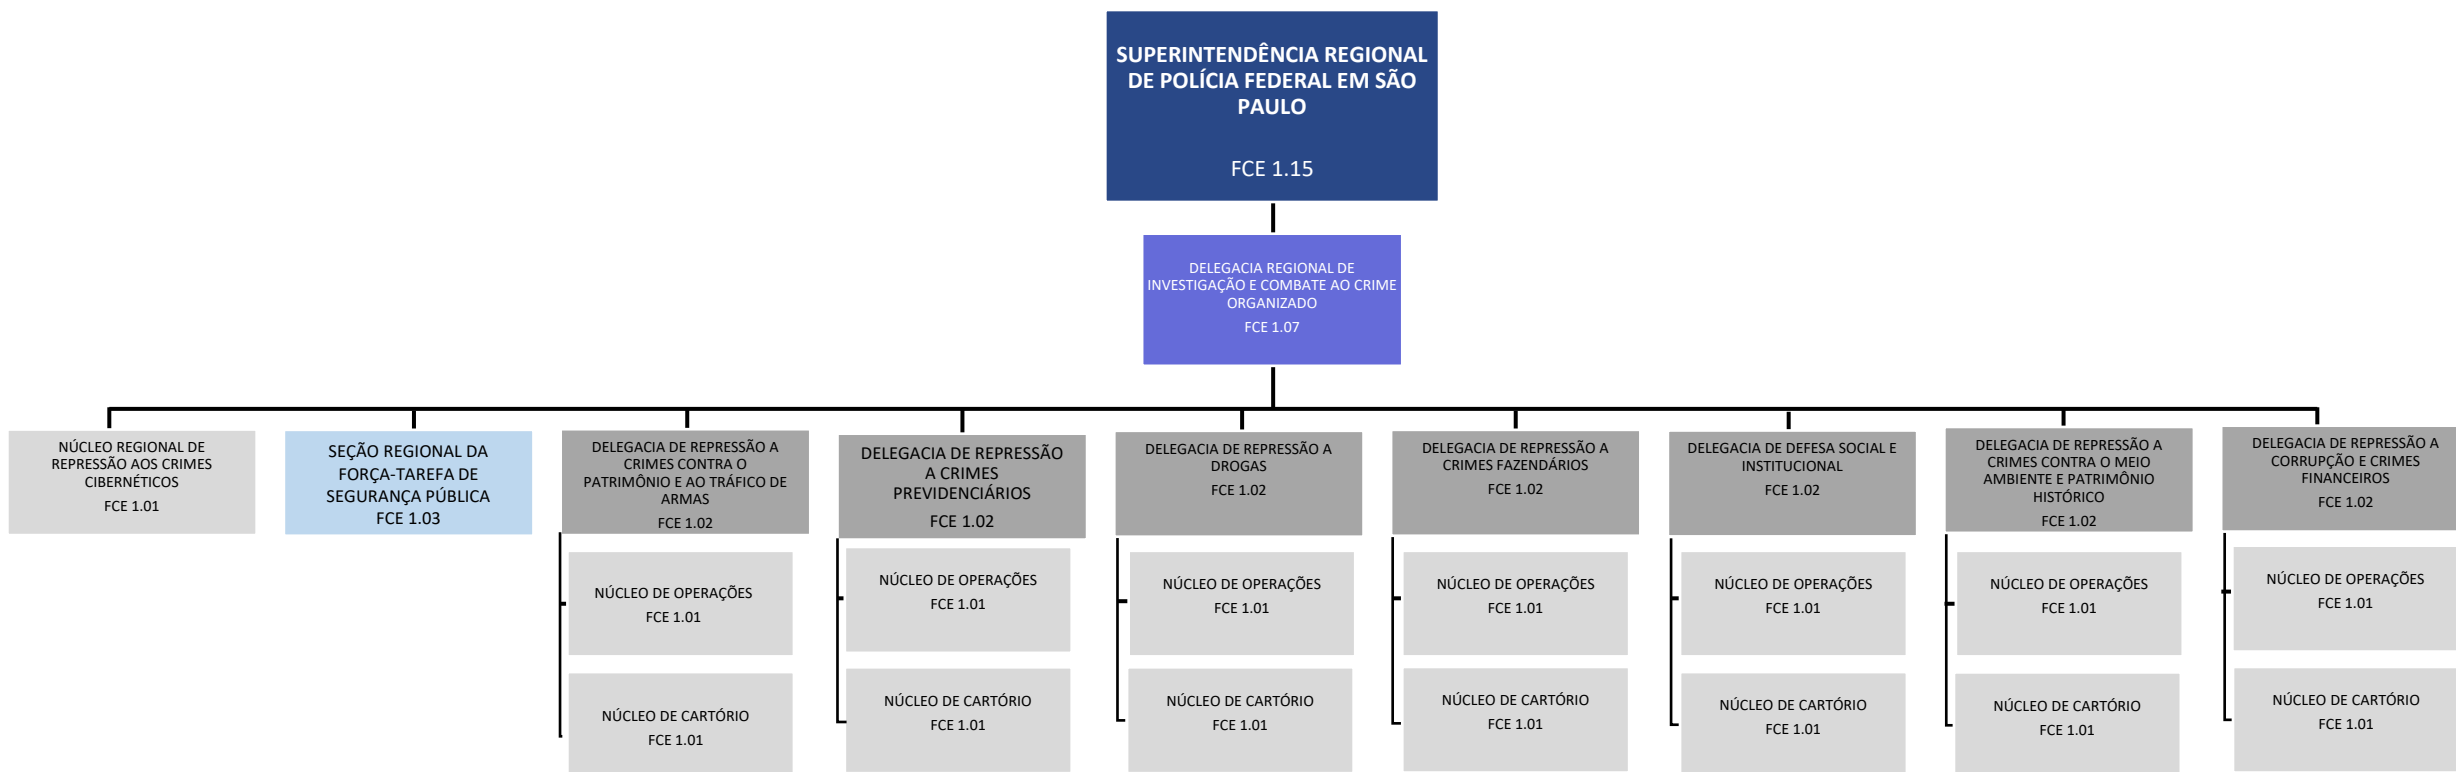 SUPERINTENDÊNCIA REGIONAL
DE POLÍCIA FEDERAL EM SÃO
PAULO
FCE 1.15
DELEGACIA REGIONAL DE
INVESTIGAÇÃO E COMBATE AO CRIME
ORGANIZADO
FCE 1.07
NÚCLEO REGIONAL DE
REPRESSÃO AOS CRIMES
CIBERNÉTICOS
FCE 1.01
SEÇÃO REGIONAL DA
FORÇA-TAREFA DE
SEGURANÇA PÚBLICA
FCE 1.03
DELEGACIA DE REPRESSÃO A
CRIMES CONTRA O
PATRIMÔNIO E AO TRÁFICO DE
ARMAS
FCE 1.02
NÚCLEO DE OPERAÇÕES
FCE 1.01
NÚCLEO DE CARTÓRIO
FCE 1.01
DELEGACIA DE REPRESSÃO
A CRIMES
PREVIDENCIÁRIOS
FCE 1.02
NÚCLEO DE OPERAÇÕES
FCE 1.01
NÚCLEO DE CARTÓRIO
FCE 1.01
DELEGACIA DE REPRESSÃO A
DROGAS
FCE 1.02
NÚCLEO DE OPERAÇÕES
FCE 1.01
NÚCLEO DE CARTÓRIO
FCE 1.01
DELEGACIA DE REPRESSÃO A
CRIMES FAZENDÁRIOS
FCE 1.02
NÚCLEO DE OPERAÇÕES
FCE 1.01
NÚCLEO DE CARTÓRIO
FCE 1.01
DELEGACIA DE DEFESA SOCIAL E
INSTITUCIONAL
FCE 1.02
NÚCLEO DE OPERAÇÕES
FCE 1.01
NÚCLEO DE CARTÓRIO
FCE 1.01
DELEGACIA DE REPRESSÃO A
CRIMES CONTRA O MEIO
AMBIENTE E PATRIMÔNIO
HISTÓRICO
FCE 1.02
NÚCLEO DE OPERAÇÕES
FCE 1.01
NÚCLEO DE CARTÓRIO
FCE 1.01
DELEGACIA DE REPRESSÃO A
CORRUPÇÃO E CRIMES
FINANCEIROS
FCE 1.02
NÚCLEO DE OPERAÇÕES
FCE 1.01
NÚCLEO DE CARTÓRIO
FCE 1.01